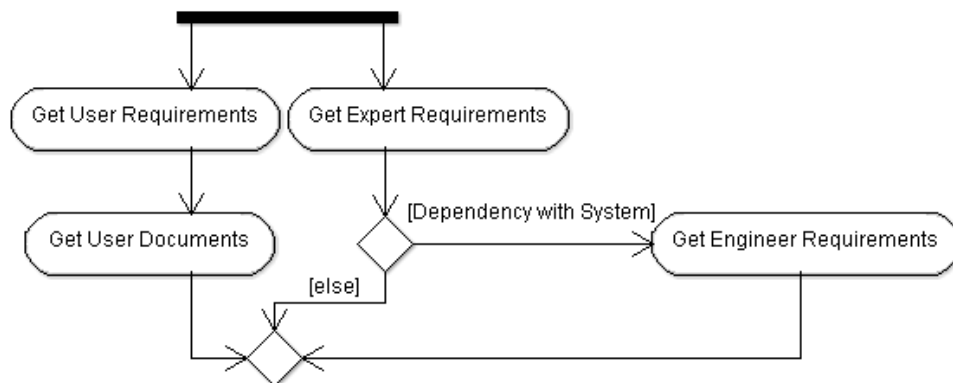 Get User Requirements
Get Expert Requirements
[Dependency with System]
Get User Documents
Get Engineer Requirements
[else]